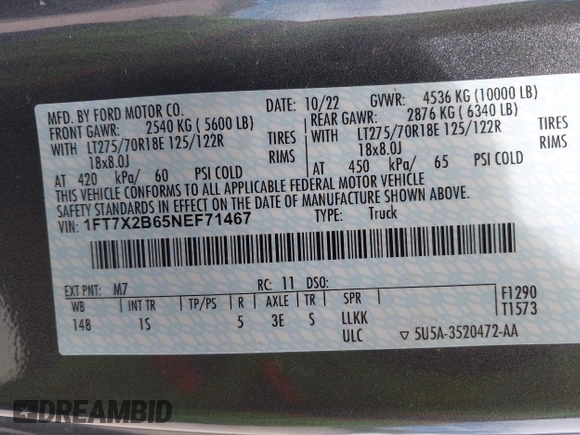 MFD. BY FORD MOTOR CO.
10/22
GVWR: 4536 KG (10000 LB)
FRONT GAWR: 2540 KG ( 5600 LB)
REAR GAWR: 2876 KG ( 6340 LB)
WITH LT275/70R18E 125/122R TIRES
WITH LT275/70R18E 125/122R TIRES
18x8.0J RIMS
18x8.0J RIMS
AT 420 kPa/ 60 PSI COLD
AT 450 kPa/ 65 PSI COLD
THIS VEHICLE CONFORMS TO ALL APPLICABLE FEDERAL MOTOR VEHICLE
SAFETY STANDARDS IN EFFECT ON THE DATE OF MANUFACTURE SHOWN ABOVE.
VIN: 1FT7X2B65NEF71467
TYPE: Truck
EXT PNT: M7
RC: 11 DSO:
F1290
T1573
WB INT TR TP/PS R AXLE TR SPR
148 1S 5 3E S LLKK
ULC
5U5A-3520472-AA
DREAMBID